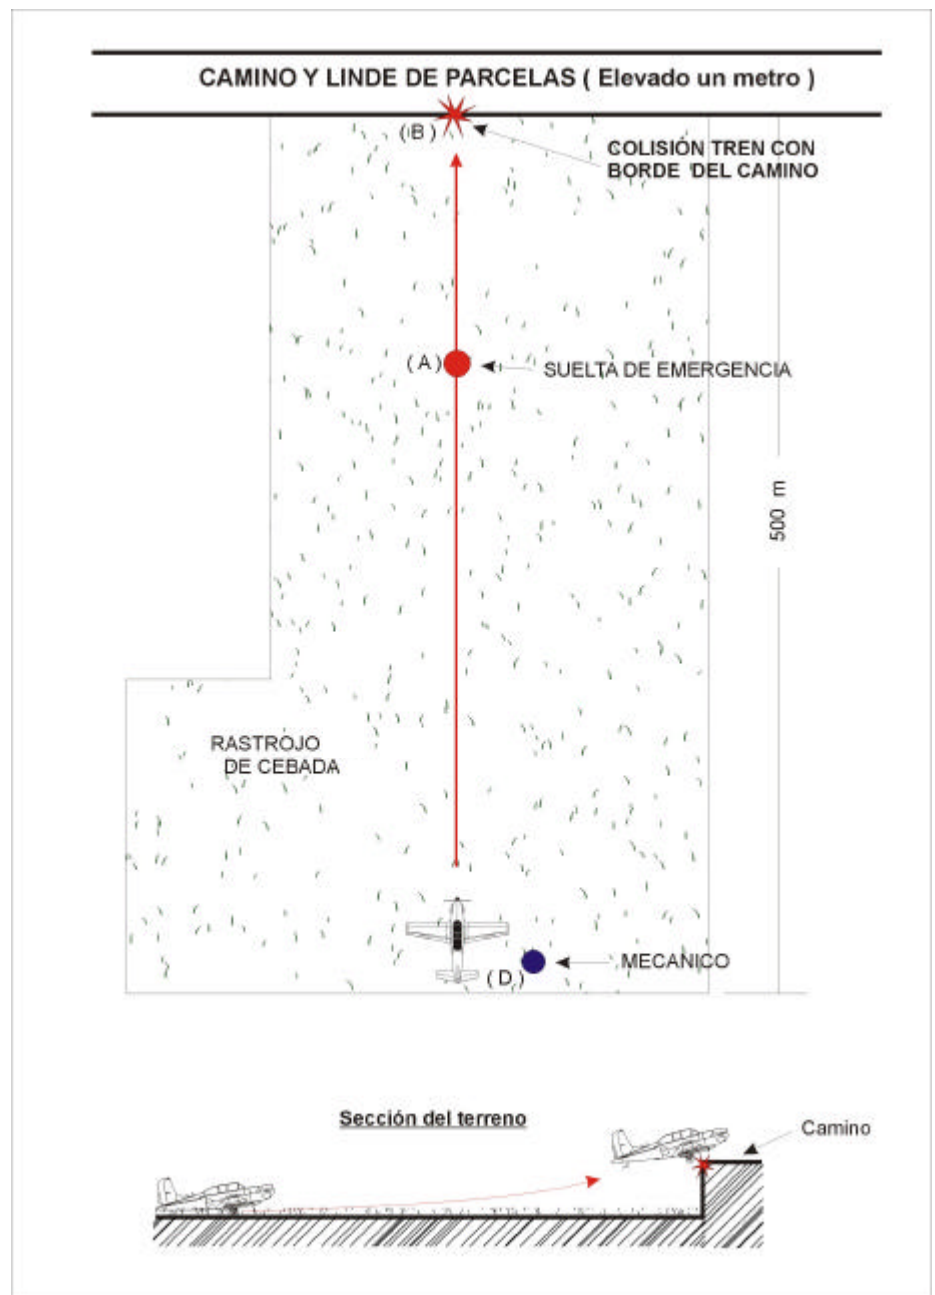 CAMINO Y LINDE DE PARCELAS ( Elevado un metro )
( B )
COLISIÓN TREN CON
BORDE DEL CAMINO
( A )
SUELTA DE EMERGENCIA
500 m
RASTROJO
DE CEBADA
MECANICO
( D )
Sección del terreno
Camino